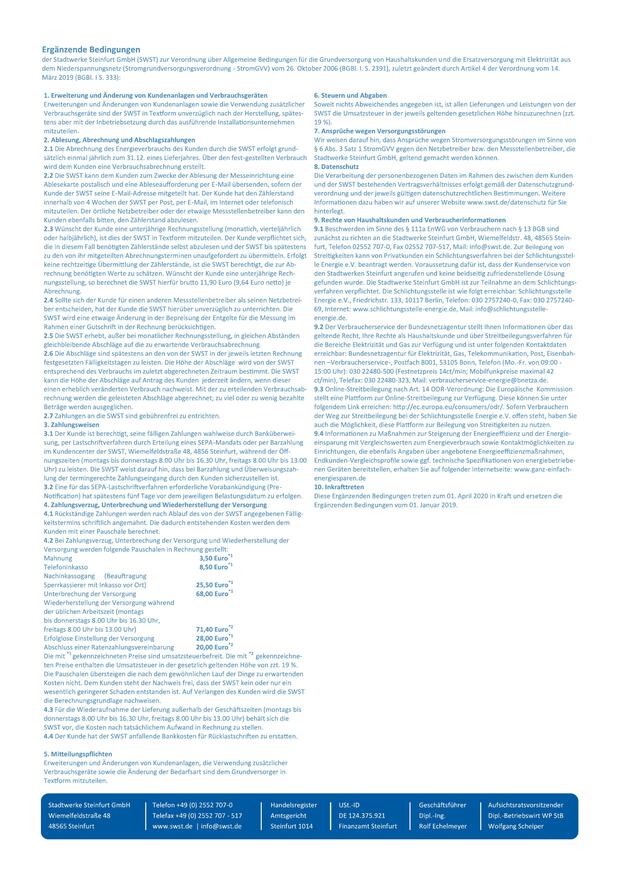 Ergänzende Bedingungen
der Stadtwerke Steinfurt GmbH (SWST) zur Verordnung über Allgemeine Bedingungen für die Grundversorgung von Haushaltskunden und die Ersatzversorgung mit Elektrizität aus
dem Niederspannungsnetz (Stromgrundversorgungsverordnung - StromGVV) vom 26. Oktober 2006 (BGBl. I. S. 2391), zuletzt geändert durch Artikel 4 der Verordnung vom 14.
März 2019 (BGBl. I S. 333):
1. Erweiterung und Änderung von Kundenanlagen und Verbrauchsgeräten
Erweiterungen und Änderungen von Kundenanlagen sowie die Verwendung zusätzlicher
Verbrauchsgeräte sind der SWST in Textform unverzüglich nach der Herstellung, spätes-
tens aber mit der Inbetriebsetzung durch das ausführende Installationsunternehmen
mitzuteilen.
2. Ablesung, Abrechnung und Abschlagszahlungen
2.1 Die Abrechnung des Energieverbrauchs des Kunden durch die SWST erfolgt grund-
sätzlich einmal jährlich zum 31.12. eines Lieferjahres. Über den fest-gestellten Verbrauch
wird dem Kunden eine Verbrauchsabrechnung erstellt.
2.2 Die SWST kann dem Kunden zum Zwecke der Ablesung der Messeinrichtung eine
Ablesekarte postalisch und eine Ableseaufforderung per E-Mail übersenden, sofern der
Kunde der SWST seine E-Mail-Adresse mitgeteilt hat. Der Kunde hat den Zählerstand
innerhalb von 4 Wochen der SWST per Post, per E-Mail, im Internet oder telefonisch
mitzuteilen. Der örtliche Netzbetreiber oder der etwaige Messstellenbetreiber kann den
Kunden ebenfalls bitten, den Zählerstand abzulesen.
2.3 Wünscht der Kunde eine unterjährige Rechnungsstellung (monatlich, vierteljährlich
oder halbjährlich), ist dies der SWST in Textform mitzuteilen. Der Kunde verpflichtet sich,
die in diesem Fall benötigten Zählerstände selbst abzulesen und der SWST bis spätestens
zu den von ihr mitgeteilten Abrechnungsterminen unaufgefordert zu übermitteln. Erfolgt
keine rechtzeitige Übermittlung der Zählerstände, ist die SWST berechtigt, die zur Ab-
rechnung benötigten Werte zu schätzen. Wünscht der Kunde eine unterjährige Rech-
nungsstellung, so berechnet die SWST hierfür brutto 11,90 Euro (9,64 Euro netto) je
Abrechnung.
2.4 Sollte sich der Kunde für einen anderen Messstellenbetreiber als seinen Netzbetrei-
ber entscheiden, hat der Kunde die SWST hierüber unverzüglich zu unterrichten. Die
SWST wird eine etwaige Änderung in der Bepreisung der Entgelte für die Messung im
Rahmen einer Gutschrift in der Rechnung berücksichtigen.
2.5 Die SWST erhebt, außer bei monatlicher Rechnungsstellung, in gleichen Abständen
gleichbleibende Abschläge auf die zu erwartende Verbrauchsabrechnung.
2.6 Die Abschläge sind spätestens an den von der SWST in der jeweils letzten Rechnung
festgesetzten Fälligkeitstagen zu leisten. Die Höhe der Abschläge wird von der SWST
entsprechend des Verbrauchs im zuletzt abgerechneten Zeitraum bestimmt. Die SWST
kann die Höhe der Abschläge auf Antrag des Kunden jederzeit ändern, wenn dieser
einen erheblich veränderten Verbrauch nachweist. Mit der zu erteilenden Verbrauchsab-
rechnung werden die geleisteten Abschläge abgerechnet; zu viel oder zu wenig bezahlte
Beträge werden ausgeglichen.
2.7 Zahlungen an die SWST sind gebührenfrei zu entrichten.
3. Zahlungsweisen
3.1 Der Kunde ist berechtigt, seine fälligen Zahlungen wahlweise durch Banküberwei-
sung, per Lastschriftverfahren durch Erteilung eines SEPA-Mandats oder per Barzahlung
im Kundencenter der SWST, Wiemelfeldstraße 48, 4856 Steinfurt, während der Öff-
nungszeiten (montags bis donnerstags 8.00 Uhr bis 16.30 Uhr, freitags 8.00 Uhr bis 13.00
Uhr) zu leisten. Die SWST weist darauf hin, dass bei Barzahlung und Überweisungszah-
lung der termingerechte Zahlungseingang durch den Kunden sicherzustellen ist.
3.2 Eine für das SEPA-Lastschriftverfahren erforderliche Vorabankündigung (Pre-
Notification) hat spätestens fünf Tage vor dem jeweiligen Belastungsdatum zu erfolgen.
4. Zahlungsverzug, Unterbrechung und Wiederherstellung der Versorgung
4.1 Rückständige Zahlungen werden nach Ablauf des von der SWST angegebenen Fällig-
keitstermins schriftlich angemahnt. Die dadurch entstehenden Kosten werden dem
Kunden mit einer Pauschale berechnet.
4.2 Bei Zahlungsverzug, Unterbrechung der Versorgung und Wiederherstellung der
Versorgung werden folgende Pauschalen in Rechnung gestellt:
Mahnung 3,50 Euro*1
Telefoninkasso 8,50 Euro*1
Nachinkassogang (Beauftragung
Sperrkassierer mit Inkasso vor Ort) 25,50 Euro*1
Unterbrechung der Versorgung 68,00 Euro*1
Wiederherstellung der Versorgung während
der üblichen Arbeitszeit (montags
bis donnerstags 8.00 Uhr bis 16.30 Uhr,
freitags 8.00 Uhr bis 13.00 Uhr) 71,40 Euro*2
Erfolglose Einstellung der Versorgung 28,00 Euro*1
Abschluss einer Ratenzahlungsvereinbarung 20,00 Euro*2
Die mit *1 gekennzeichneten Preise sind umsatzsteuerbefreit. Die mit *2 gekennzeichne-
ten Preise enthalten die Umsatzsteuer in der gesetzlich geltenden Höhe von zzt. 19 %.
Die Pauschalen übersteigen die nach dem gewöhnlichen Lauf der Dinge zu erwartenden
Kosten nicht. Dem Kunden steht der Nachweis frei, dass der SWST kein oder nur ein
wesentlich geringerer Schaden entstanden ist. Auf Verlangen des Kunden wird die SWST
die Berechnungsgrundlage nachweisen.
4.3 Für die Wiederaufnahme der Lieferung außerhalb der Geschäftszeiten (montags bis
donnerstags 8.00 Uhr bis 16.30 Uhr, freitags 8.00 Uhr bis 13.00 Uhr) behält sich die
SWST vor, die Kosten nach tatsächlichem Aufwand in Rechnung zu stellen.
4.4 Der Kunde hat der SWST anfallende Bankkosten für Rücklastschriften zu erstatten.
5. Mitteilungspflichten
Erweiterungen und Änderungen von Kundenanlagen, die Verwendung zusätzlicher
Verbrauchsgeräte sowie die Änderung der Bedarfsart sind dem Grundversorger in
Textform mitzuteilen.
6. Steuern und Abgaben
Soweit nichts Abweichendes angegeben ist, ist allen Lieferungen und Leistungen von der
SWST die Umsatzsteuer in der jeweils geltenden gesetzlichen Höhe hinzuzurechnen (zzt.
19 %).
7. Ansprüche wegen Versorgungsstörungen
Wir weisen darauf hin, dass Ansprüche wegen Stromversorgungsstörungen im Sinne von
§ 6 Abs. 3 Satz 1 StromGVV gegen den Netzbetreiber bzw. den Messstellenbetreiber, die
Stadtwerke Steinfurt GmbH, geltend gemacht werden können.
8. Datenschutz
Die Verarbeitung der personenbezogenen Daten im Rahmen des zwischen dem Kunden
und der SWST bestehenden Vertragsverhältnisses erfolgt gemäß der Datenschutzgrund-
verordnung und der jeweils gültigen datenschutzrechtlichen Bestimmungen. Weitere
Informationen dazu haben wir auf unserer Website www.swst.de/datenschutz für Sie
hinterlegt.
9. Rechte von Haushaltskunden und Verbraucherinformationen
9.1 Beschwerden im Sinne des § 111a EnWG von Verbrauchern nach § 13 BGB sind
zunächst zu richten an die Stadtwerke Steinfurt GmbH, Wiemelfeldstr. 48, 48565 Stein-
furt, Telefon 02552 707-0, Fax 02552 707-517, Mail: info@swst.de. Zur Beilegung von
Streitigkeiten kann von Privatkunden ein Schlichtungsverfahren bei der Schlichtungsstel-
le Energie e.V. beantragt werden. Voraussetzung dafür ist, dass der Kundenservice von
den Stadtwerken Steinfurt angerufen und keine beidseitig zufriedenstellende Lösung
gefunden wurde. Die Stadtwerke Steinfurt GmbH ist zur Teilnahme an dem Schlichtungs-
verfahren verpflichtet. Die Schlichtungsstelle ist wie folgt erreichbar: Schlichtungsstelle
Energie e.V., Friedrichstr. 133, 10117 Berlin, Telefon: 030 2757240-0, Fax: 030 2757240-
69, Internet: www.schlichtungsstelle-energie.de, Mail: info@schlichtungsstelle-
energie.de.
9.2 Der Verbraucherservice der Bundesnetzagentur stellt Ihnen Informationen über das
geltende Recht, Ihre Rechte als Haushaltskunde und über Streitbeilegungsverfahren für
die Bereiche Elektrizität und Gas zur Verfügung und ist unter folgenden Kontaktdaten
erreichbar: Bundesnetzagentur für Elektrizität, Gas, Telekommunikation, Post, Eisenbah-
nen –Verbraucherservice-, Postfach 8001, 53105 Bonn, Telefon (Mo.-Fr. von 09:00 -
15:00 Uhr): 030 22480-500 (Festnetzpreis 14ct/min; Mobilfunkpreise maximal 42
ct/min), Telefax: 030 22480-323, Mail: verbraucherservice-energie@bnetza.de.
9.3 Online-Streitbeilegung nach Art. 14 ODR-Verordnung: Die Europäische Kommission
stellt eine Plattform zur Online-Streitbeilegung zur Verfügung. Diese können Sie unter
folgendem Link erreichen: http://ec.europa.eu/consumers/odr/. Sofern Verbrauchern
der Weg zur Streitbeilegung bei der Schlichtungsstelle Energie e.V. offen steht, haben Sie
auch die Möglichkeit, diese Plattform zur Beilegung von Streitigkeiten zu nutzen.
9.4 Informationen zu Maßnahmen zur Steigerung der Energieeffizienz und der Energie-
einsparung mit Vergleichswerten zum Energieverbrauch sowie Kontaktmöglichkeiten zu
Einrichtungen, die ebenfalls Angaben über angebotene Energieeffizienzmaßnahmen,
Endkunden-Vergleichsprofile sowie ggf. technische Spezifikationen von energiebetriebe-
nen Geräten bereitstellen, erhalten Sie auf folgender Internetseite: www.ganz-einfach-
energiesparen.de
10. Inkrafttreten
Diese Ergänzenden Bedingungen treten zum 01. April 2020 in Kraft und ersetzen die
Ergänzenden Bedingungen vom 01. Januar 2019.
Stadtwerke Steinfurt GmbH
Wiemelfeldstraße 48
48565 Steinfurt
Telefon +49 (0) 2552 707-0
Telefax +49 (0) 2552 707 - 517
www.swst.de | info@swst.de
Handelsregister
Amtsgericht
Steinfurt 1014
USt.-ID
DE 124.375.921
Finanzamt Steinfurt
Geschäftsführer
Dipl.-Ing.
Rolf Echelmeyer
Aufsichtsratsvorsitzender
Dipl.-Betriebswirt WP StB
Wolfgang Schelper